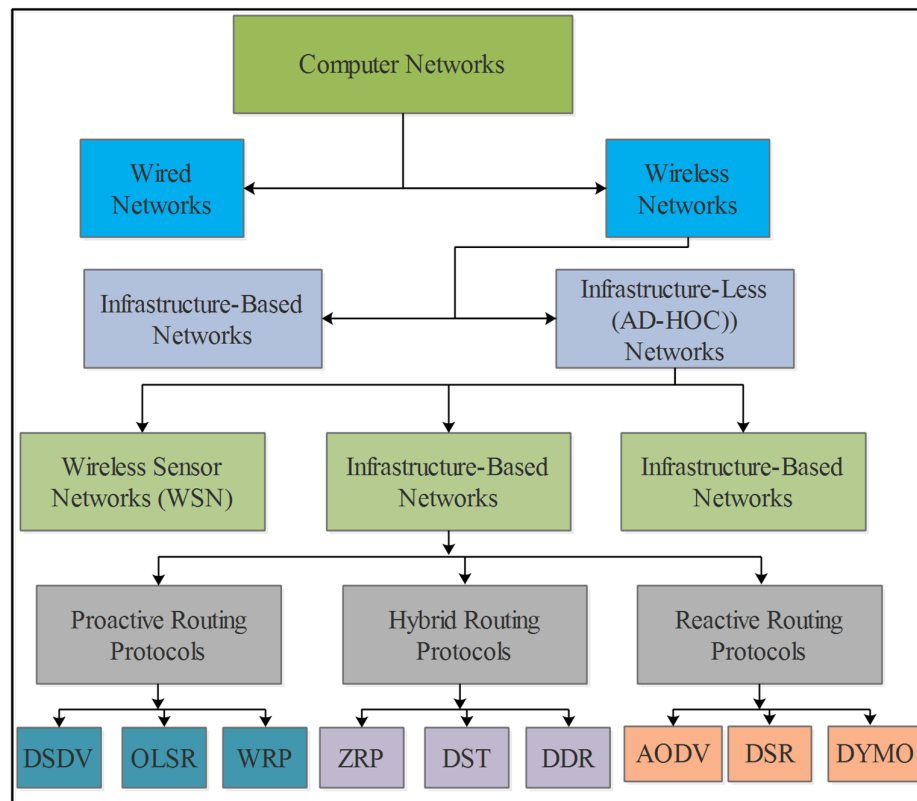 Computer Networks
Wired
Networks
Wireless
Networks
Infrastructure-Based
Networks
Infrastructure-Less
(AD-HOC))
Networks
Wireless Sensor
Networks (WSN)
Infrastructure-Based
Networks
Infrastructure-Based
Networks
Proactive Routing
Protocols
Hybrid Routing
Protocols
Reactive Routing
Protocols
DSDV
OLSR
WRP
ZRP
DST
DDR
AODV
DSR
DYMO